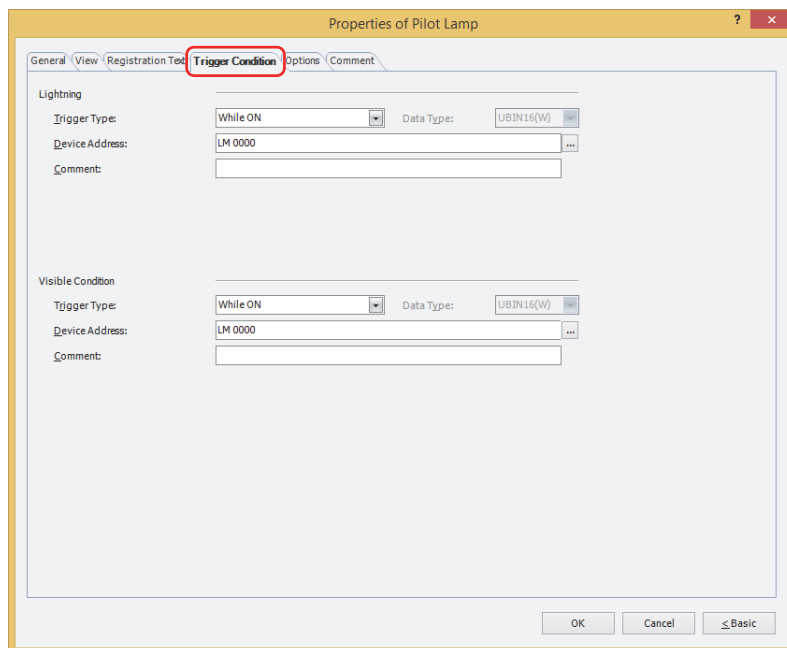 Properties of Pilot Lamp ? ×
General View Registration Text Trigger Condition Options Comment
Lightning
Trigger Type: While ON Data Type: UBIN16(W)
Device Address: LM 0000 ...
Comment:
Visible Condition
Trigger Type: While ON Data Type: UBIN16(W)
Device Address: LM 0000 ...
Comment:
OK Cancel < Basic